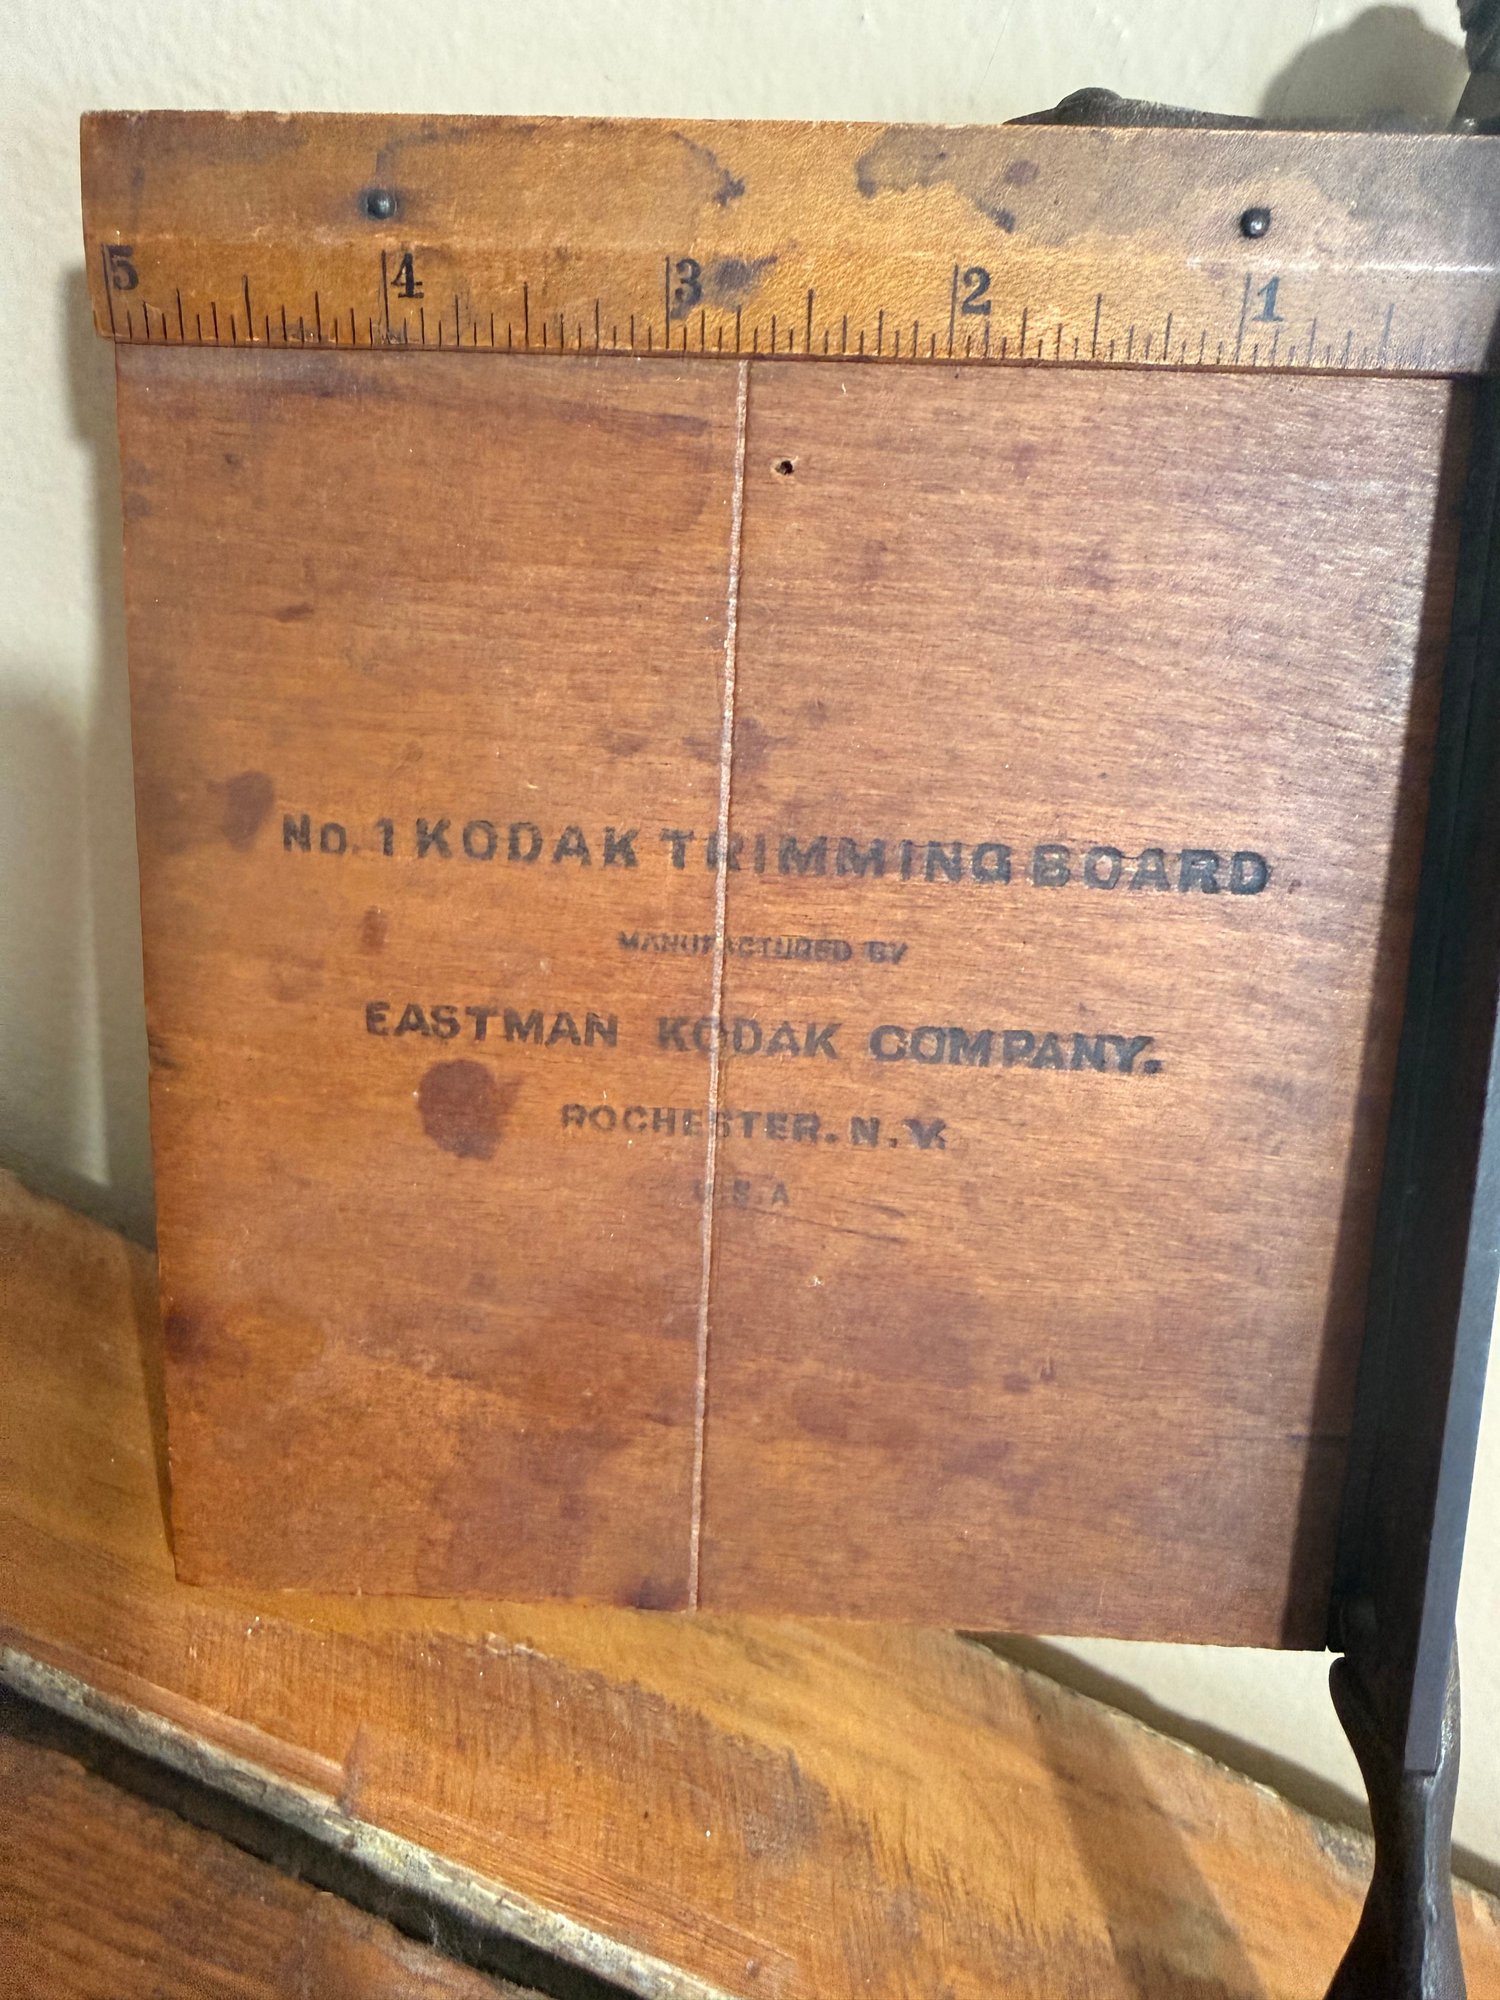 5 4 3 2 1
No. 1 KODAK TRIMMING BOARD
MANUFACTURED BY
EASTMAN KODAK COMPANY.
ROCHESTER. N.Y.
U.S.A